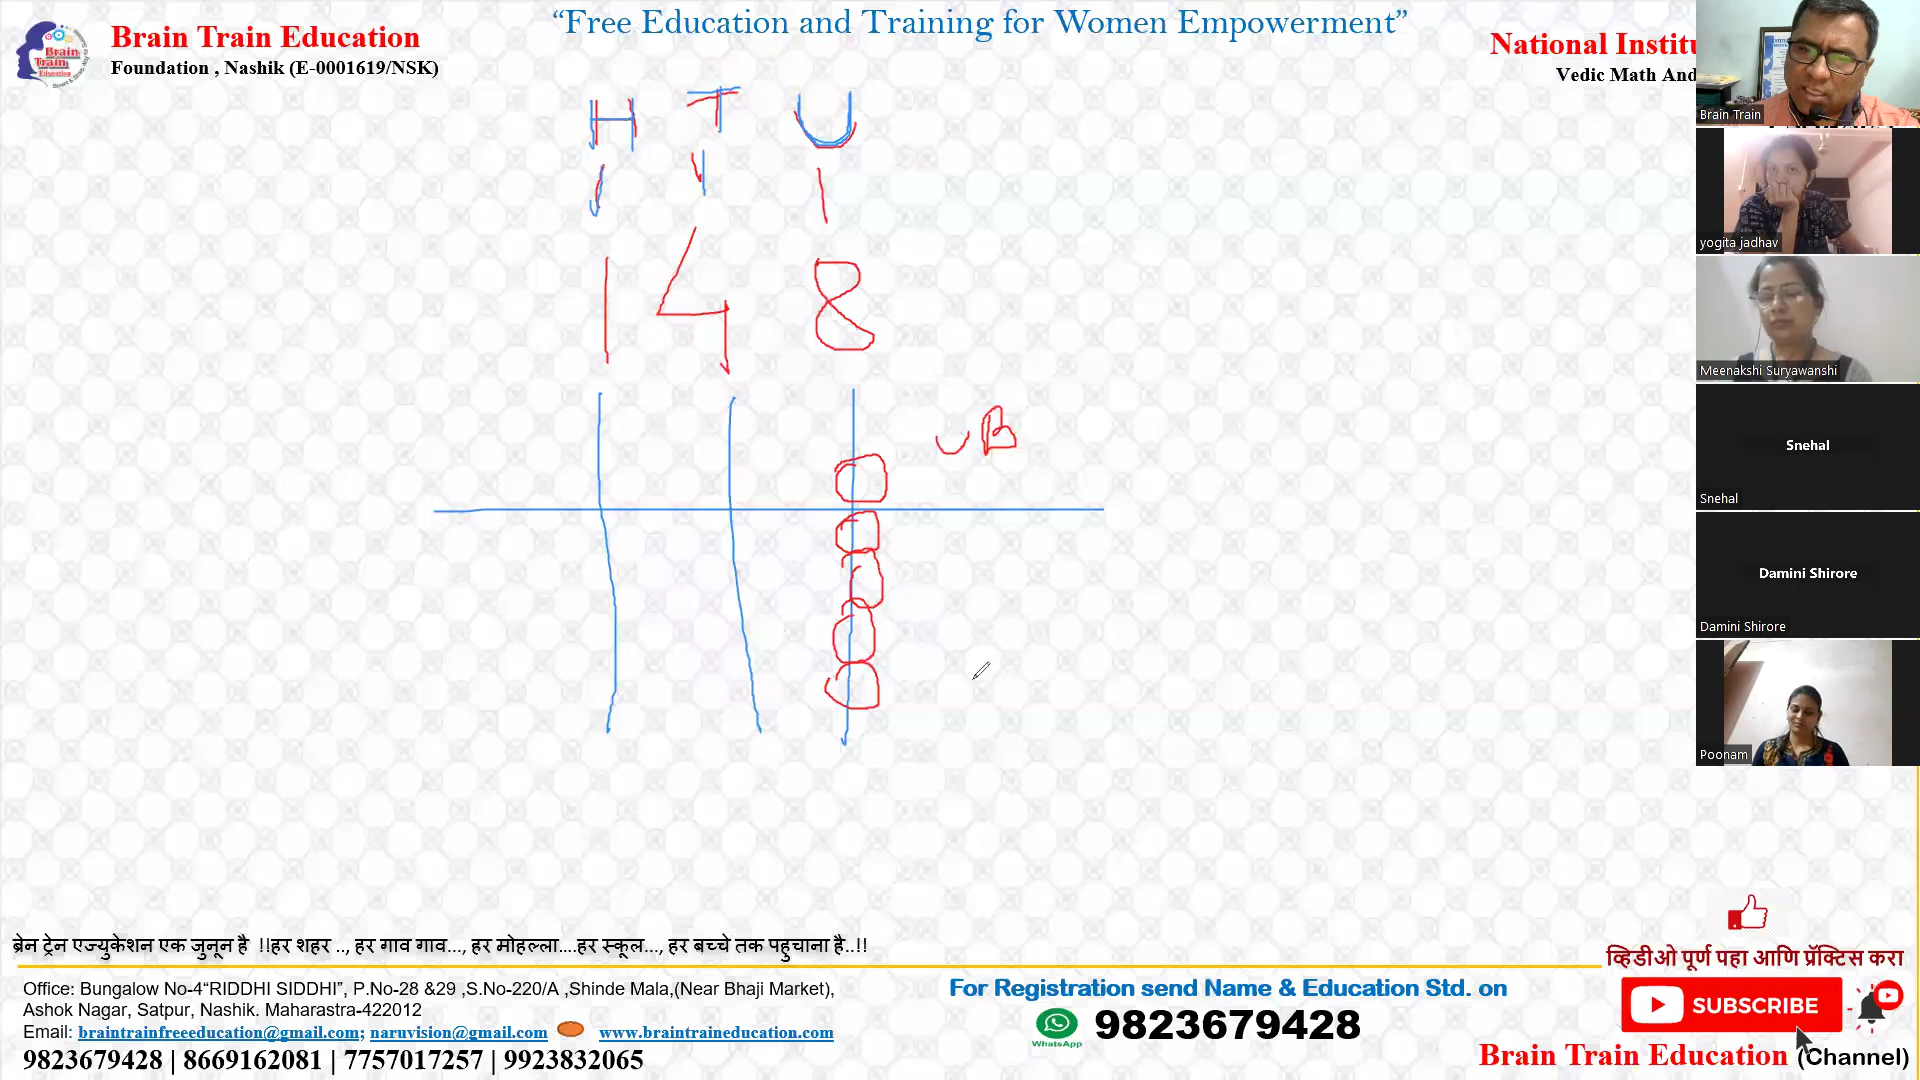 “Free Education and Training for Women Empowerment”
Brain Train Education
Foundation , Nashik (E-0001619/NSK)
Brain
Train
Education
National Institu
Vedic Math And
H T U
1 1 1
1 4 8
UB
Brain Train
yogita jadhav
Meenakshi Suryawanshi
Snehal
Snehal
Damini Shirore
Damini Shirore
Poonam
ब्रेन ट्रेन एज्युकेशन एक जुनून है !!हर शहर .., हर गाव गाव..., हर मोहल्ला....हर स्कूल..., हर बच्चे तक पहुचाना है..!!
व्हिडीओ पूर्ण पहा आणि प्रॅक्टिस करा
Office: Bungalow No-4“RIDDHI SIDDHI”, P.No-28 &29 ,S.No-220/A ,Shinde Mala,(Near Bhaji Market),
Ashok Nagar, Satpur, Nashik. Maharastra-422012
Email: braintrainfreeeducation@gmail.com; naruvision@gmail.com www.braintraineducation.com
9823679428 | 8669162081 | 7757017257 | 9923832065
For Registration send Name & Education Std. on
WhatsApp
9823679428
SUBSCRIBE
Brain Train Education (Channel)